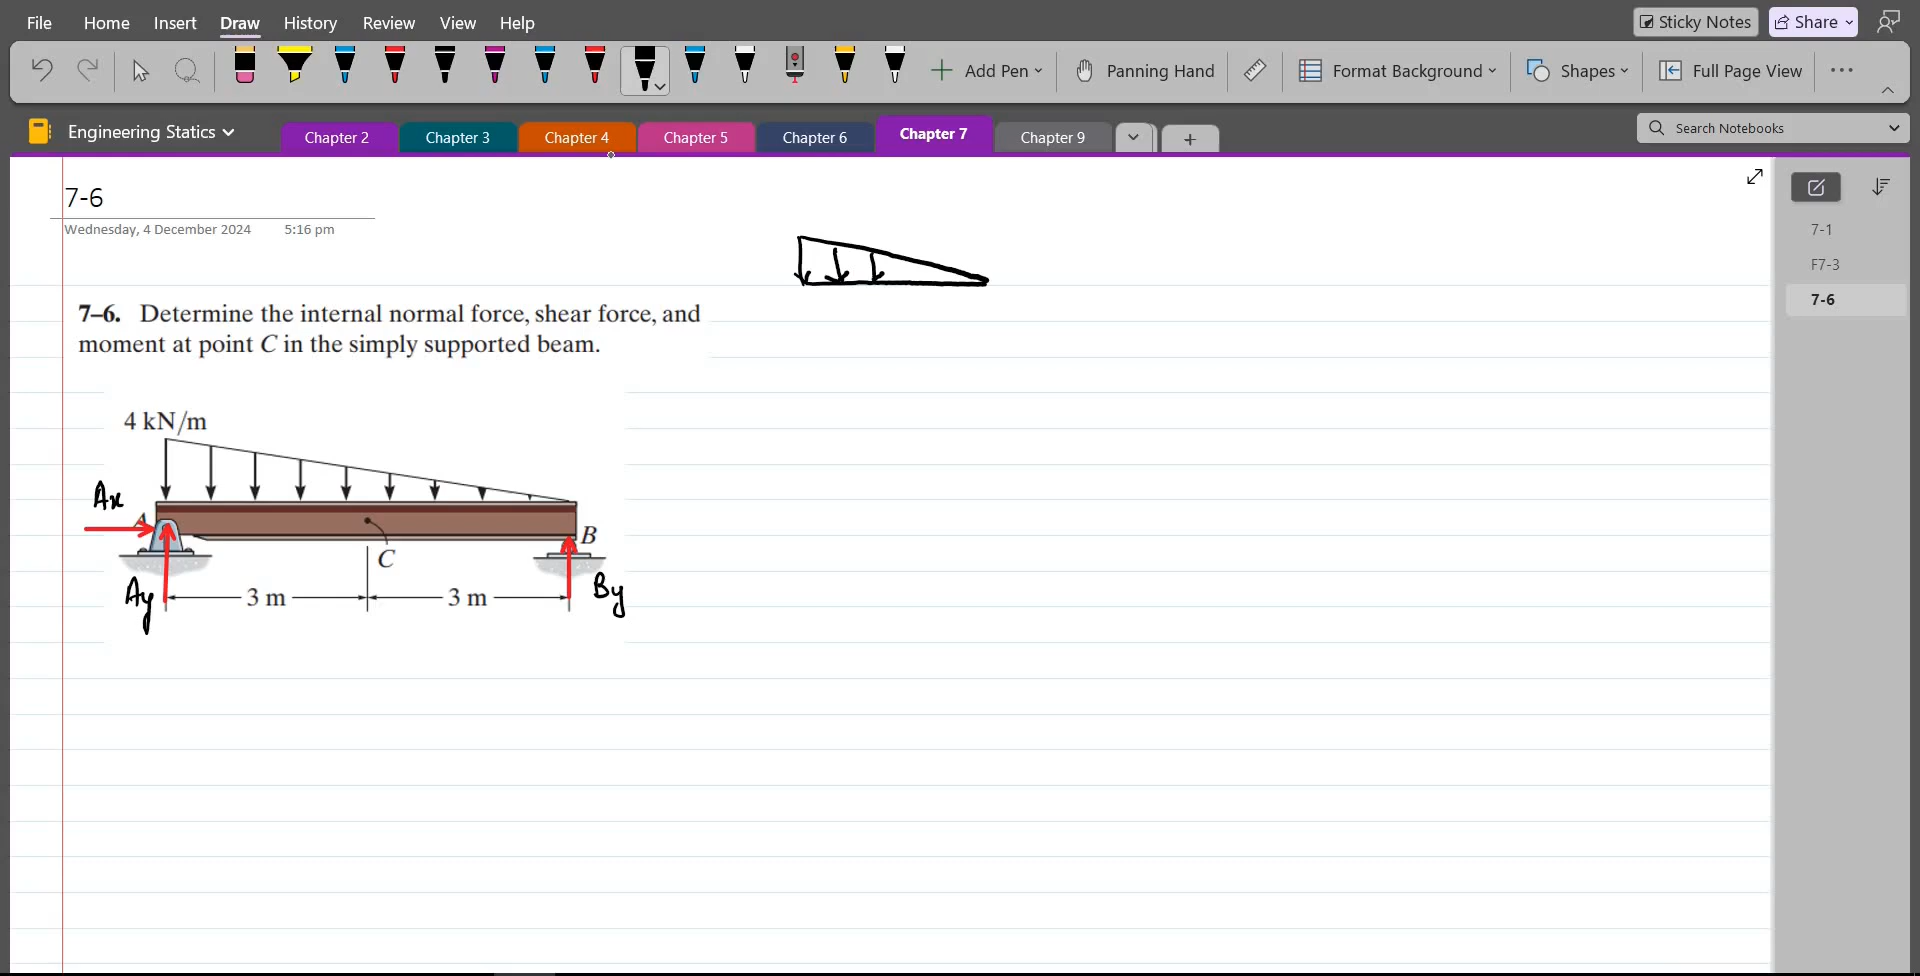 File Home Insert Draw History Review View Help
Sticky Notes Share
Add Pen Panning Hand Format Background Shapes Full Page View
Engineering Statics Chapter 2 Chapter 3 Chapter 4 Chapter 5 Chapter 6 Chapter 7 Chapter 9 + Search Notebooks
7-6
Wednesday, 4 December 2024 5:16 pm
7-1
F7-3
7-6
7–6. Determine the internal normal force, shear force, and
moment at point C in the simply supported beam.
4 kN/m
Ax
A
B
C
Ay
3 m
3 m
By